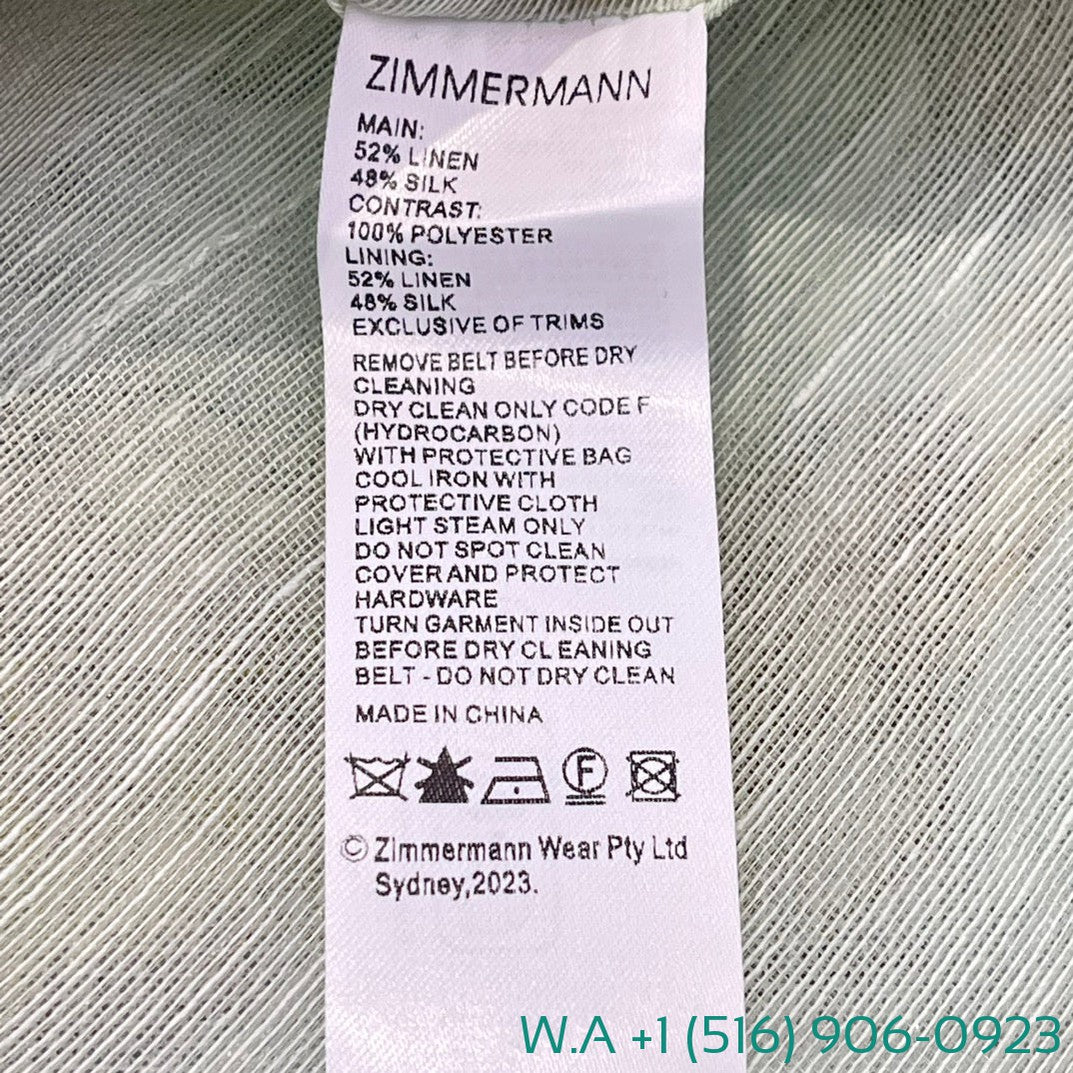 ZIMMERMANN
MAIN:
52% LINEN
48% SILK
CONTRAST:
100% POLYESTER
LINING:
52% LINEN
48% SILK
EXCLUSIVE OF TRIMS
REMOVE BELT BEFORE DRY
CLEANING
DRY CLEAN ONLY CODE F
(HYDROCARBON)
WITH PROTECTIVE BAG
COOL IRON WITH
PROTECTIVE CLOTH
LIGHT STEAM ONLY
DO NOT SPOT CLEAN
COVER AND PROTECT
HARDWARE
TURN GARMENT INSIDE OUT
BEFORE DRY CLEANING
BELT - DO NOT DRY CLEAN
MADE IN CHINA
F
© Zimmermann Wear Pty Ltd
Sydney,2023.
W.A +1 (516) 906-0923